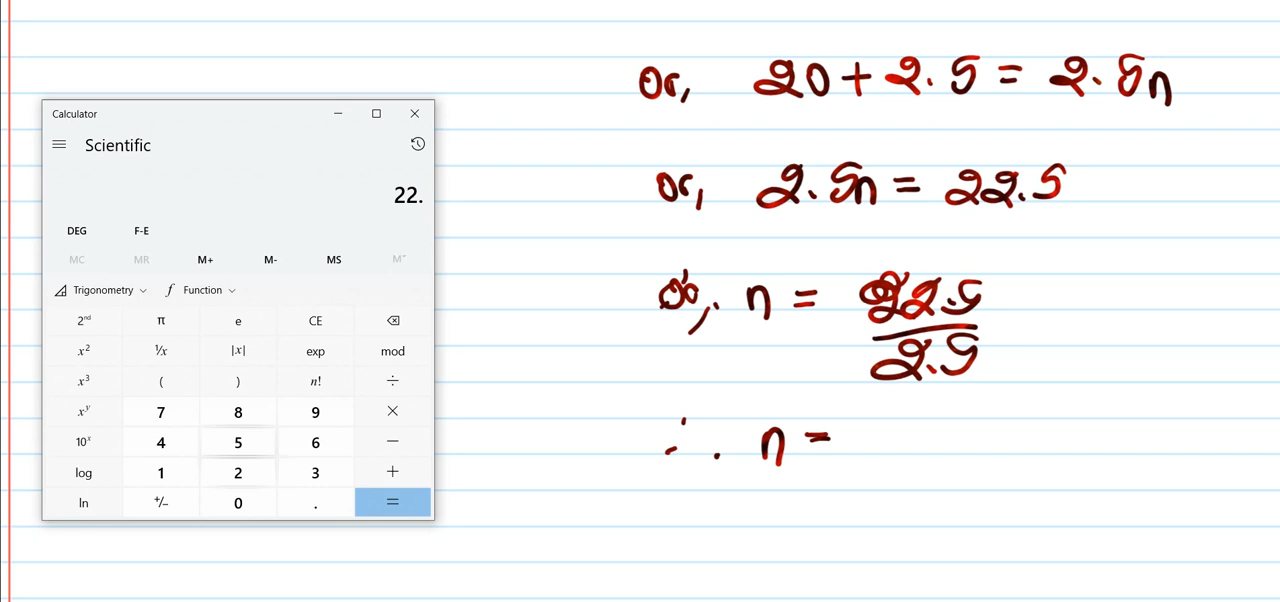 Or, 20 + 2.5 = 2.5n
Calculator
Scientific
or, 2.5n = 22.5
22.
DEG F-E
MC MR M+ M- MS M˅
Trigonometry f Function
or, n = 22.5
2.5
2nd π e CE
x² ¹/x |x| exp mod
x³ ( ) n! ÷
xʸ 7 8 9 ×
∴ n =
10ˣ 4 5 6 −
log 1 2 3 +
ln +/− 0 . =